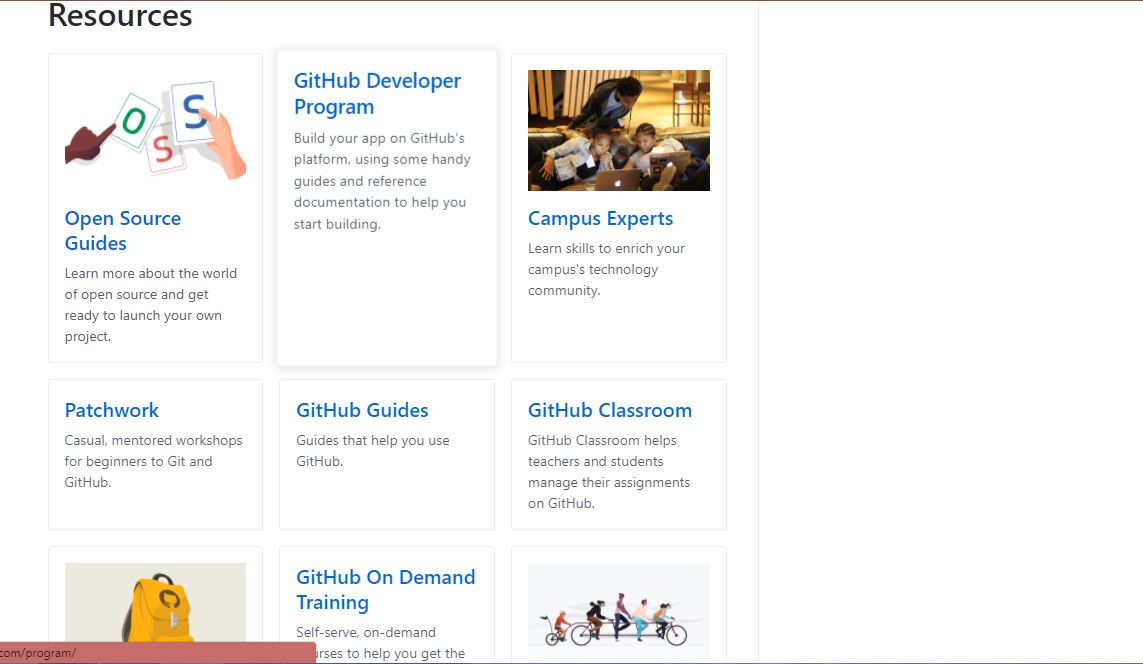 Resources
O
S
S
Open Source
Guides
Learn more about the world
of open source and get
ready to launch your own
project.
GitHub Developer
Program
Build your app on GitHub's
platform, using some handy
guides and reference
documentation to help you
start building.
Campus Experts
Learn skills to enrich your
campus's technology
community.
Patchwork
Casual, mentored workshops
for beginners to Git and
GitHub.
GitHub Guides
Guides that help you use
GitHub.
GitHub Classroom
GitHub Classroom helps
teachers and students
manage their assignments
on GitHub.
GitHub On Demand
Training
Self-serve, on-demand
urses to help you get the
com/program/